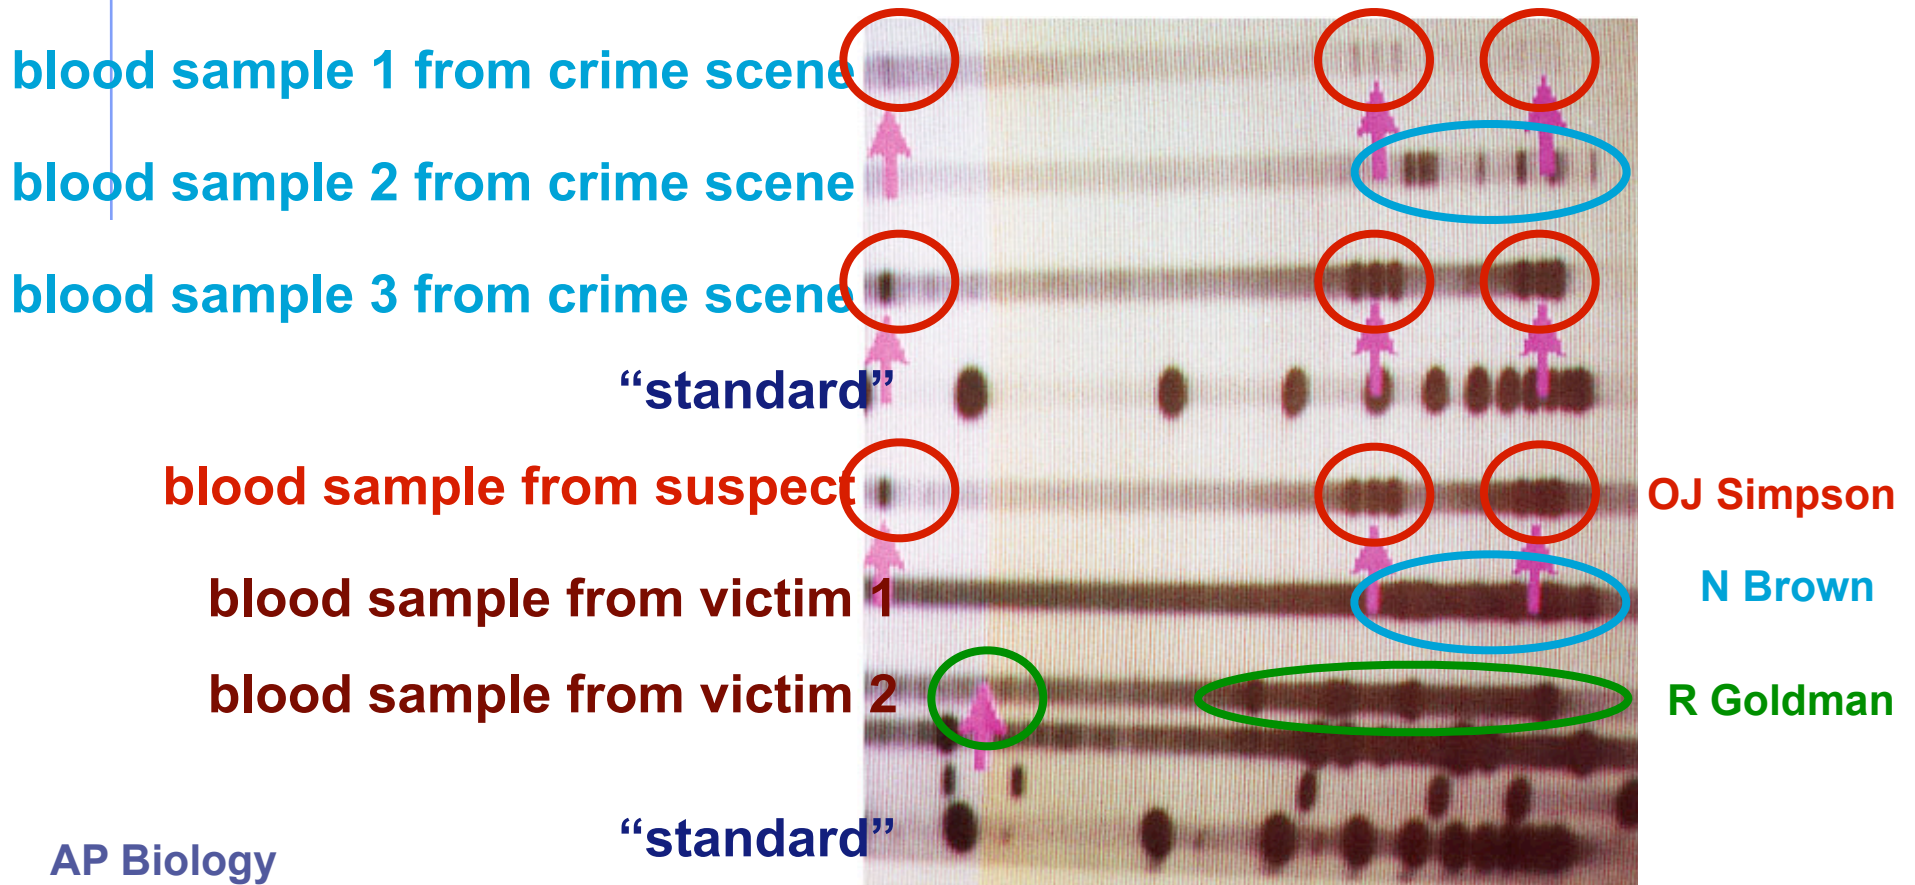 blood sample 1 from crime scene
blood sample 2 from crime scene
blood sample 3 from crime scene
“standard”
blood sample from suspect
OJ Simpson
blood sample from victim 1
N Brown
blood sample from victim 2
R Goldman
“standard”
AP Biology